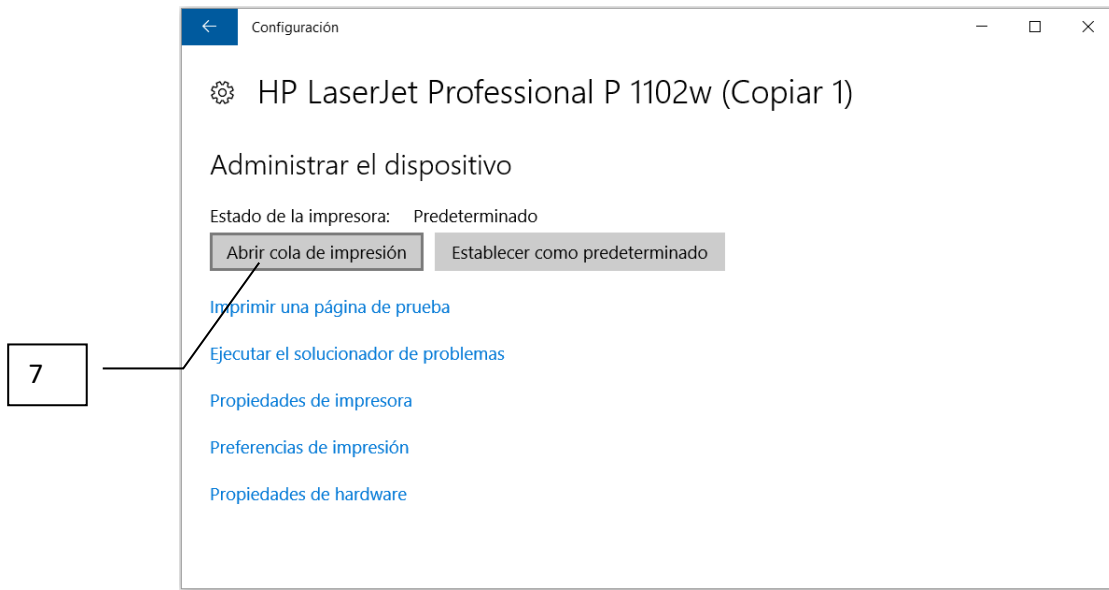 Configuración
HP LaserJet Professional P 1102w (Copiar 1)
Administrar el dispositivo
Estado de la impresora: Predeterminado
Abrir cola de impresión Establecer como predeterminado
Imprimir una página de prueba
Ejecutar el solucionador de problemas
7
Propiedades de impresora
Preferencias de impresión
Propiedades de hardware